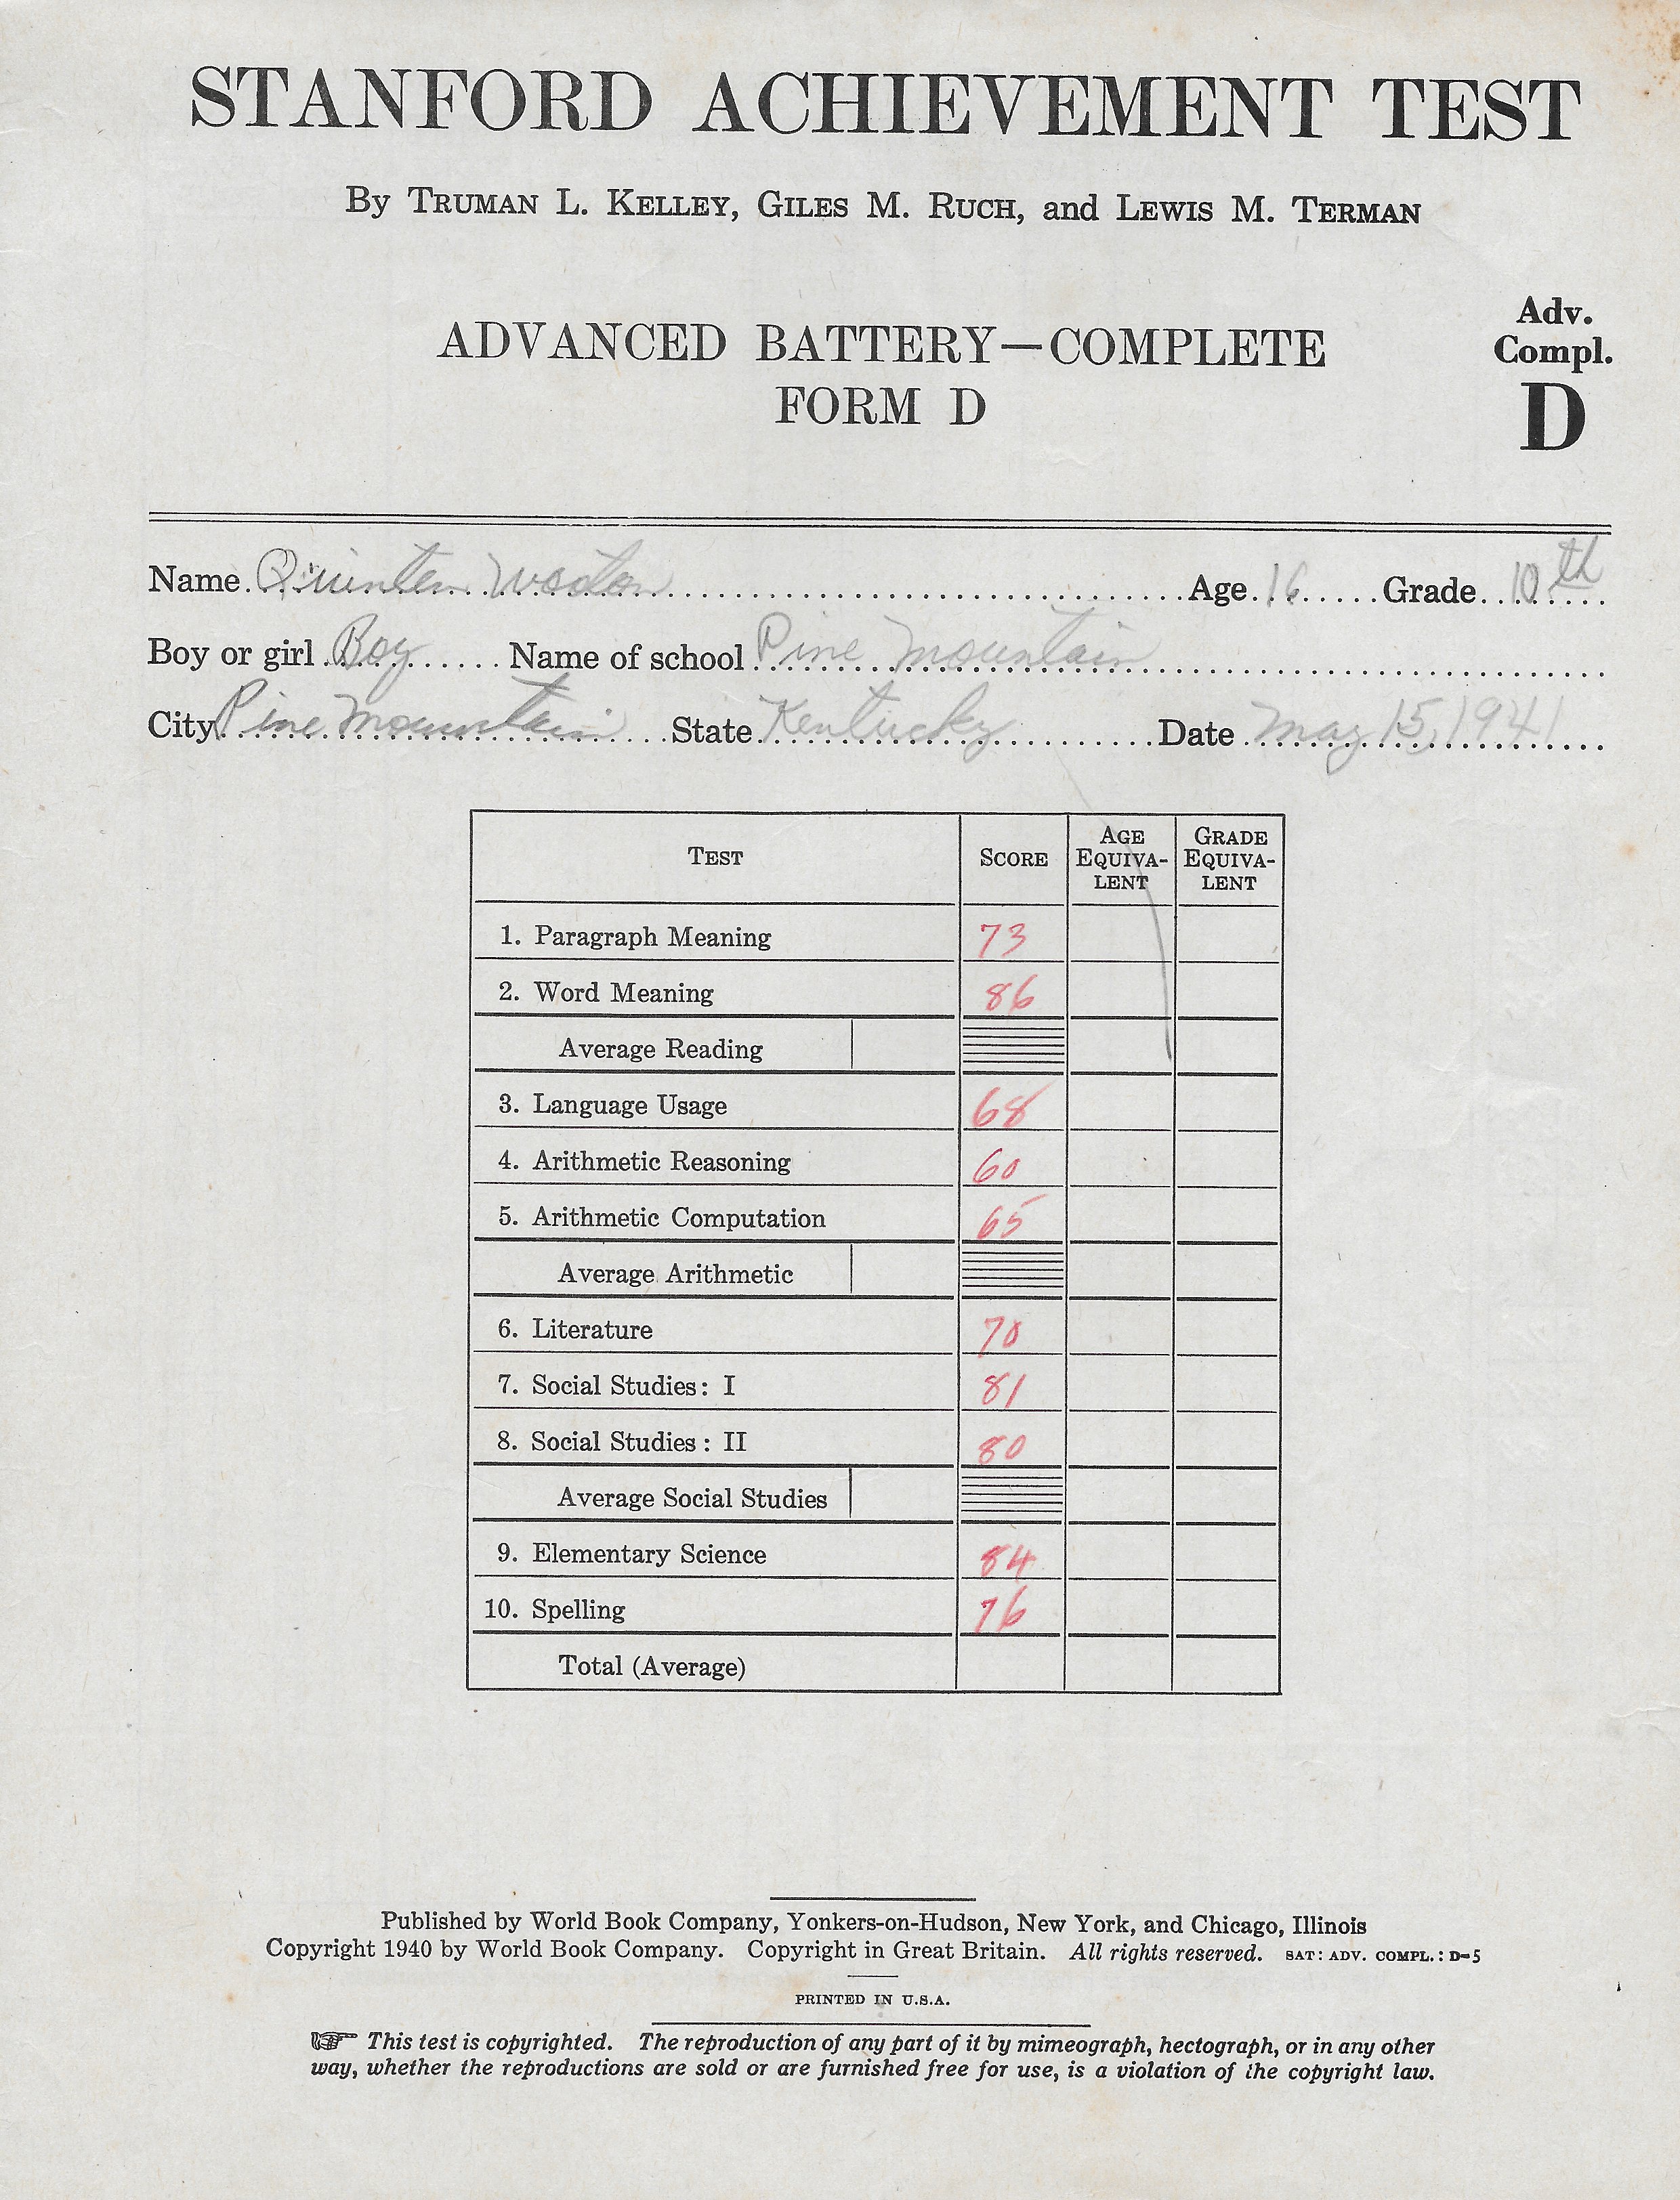 STANFORD ACHIEVEMENT TEST
By TRUMAN L. KELLEY, GILES M. RUCH, and LEWIS M. TERMAN
Adv.
Compl.
D
ADVANCED BATTERY—COMPLETE
FORM D
Name Quinten Wooton Age 16 Grade 10th
Boy or girl Boy Name of school Pine Mountain
City Pine Mountain State Kentucky Date May 15, 1941
TEST SCORE AGE EQUIVA-LENT GRADE EQUIVA-LENT
1. Paragraph Meaning 73
2. Word Meaning 86
Average Reading
3. Language Usage 68
4. Arithmetic Reasoning 60
5. Arithmetic Computation 65
Average Arithmetic
6. Literature 70
7. Social Studies: I 81
8. Social Studies: II 80
Average Social Studies
9. Elementary Science 84
10. Spelling 76
Total (Average)
Published by World Book Company, Yonkers-on-Hudson, New York, and Chicago, Illinois
Copyright 1940 by World Book Company. Copyright in Great Britain. All rights reserved. SAT: ADV. COMPL.: D-5
PRINTED IN U.S.A.
☞ This test is copyrighted. The reproduction of any part of it by mimeograph, hectograph, or in any other
way, whether the reproductions are sold or are furnished free for use, is a violation of the copyright law.